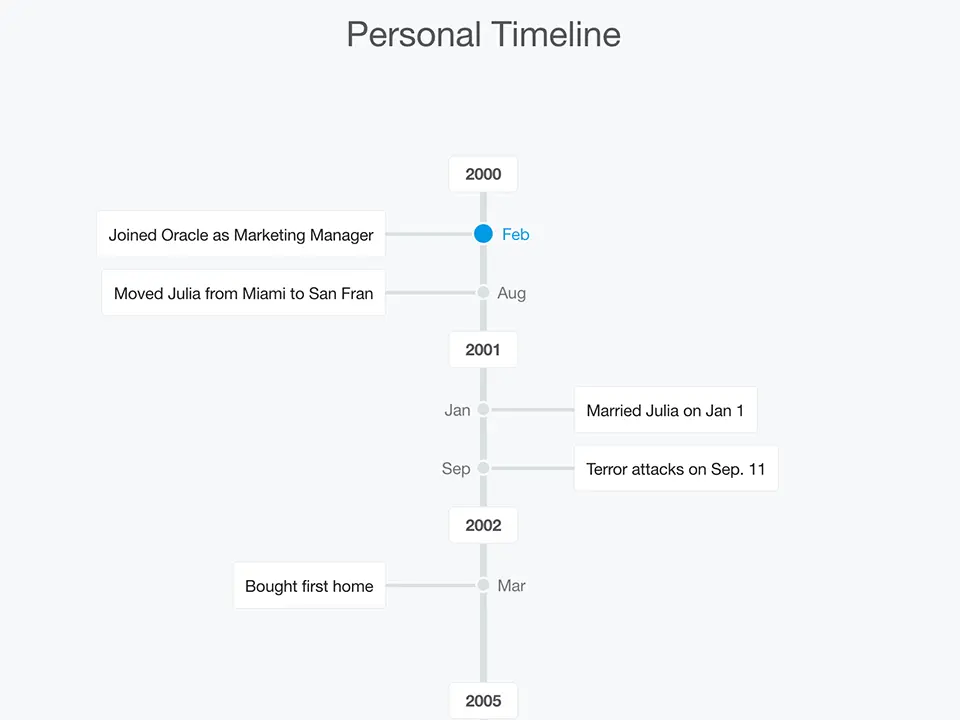 Personal Timeline
2000
Joined Oracle as Marketing Manager
Feb
Moved Julia from Miami to San Fran
Aug
2001
Jan
Married Julia on Jan 1
Sep
Terror attacks on Sep. 11
2002
Bought first home
Mar
2005